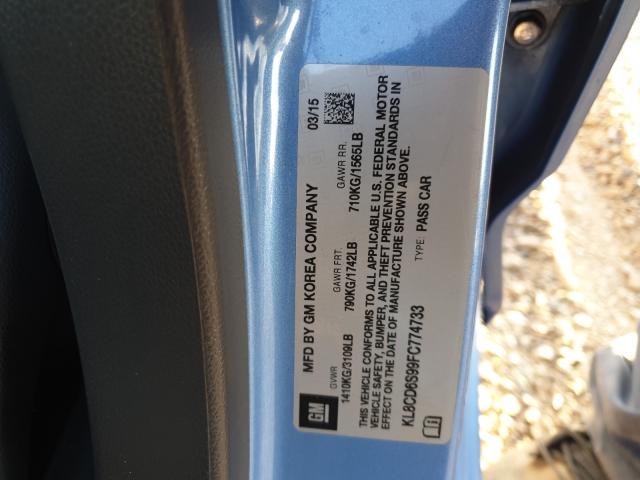 MFD BY GM KOREA COMPANY 03/15
GVWR GAWR FRT. GAWR RR.
1410KG/3109LB 790KG/1742LB 710KG/1565LB
THIS VEHICLE CONFORMS TO ALL APPLICABLE U.S. FEDERAL MOTOR
VEHICLE SAFETY, BUMPER, AND THEFT PREVENTION STANDARDS IN
EFFECT ON THE DATE OF MANUFACTURE SHOWN ABOVE.
TYPE: PASS CAR
KL8CD6S99FC774733
GM